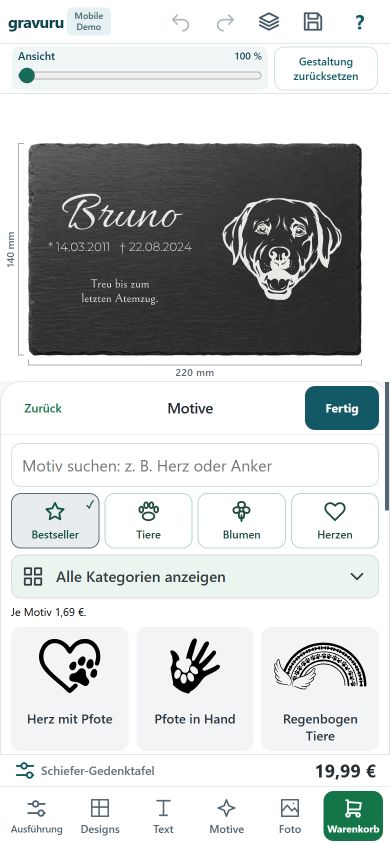 gravuru
Mobile
Demo
?
Ansicht
100 %
Gestaltung
zurücksetzen
Bruno
* 14.03.2011 † 22.08.2024
Treu bis zum
letzten Atemzug.
140 mm
220 mm
Zurück
Motive
Fertig
Motiv suchen: z. B. Herz oder Anker
Bestseller
Tiere
Blumen
Herzen
Alle Kategorien anzeigen
Je Motiv 1,69 €.
Herz mit Pfote
Pfote in Hand
Regenbogen
Tiere
Schiefer-Gedenktafel
19,99 €
Ausführung
Designs
Text
Motive
Foto
Warenkorb